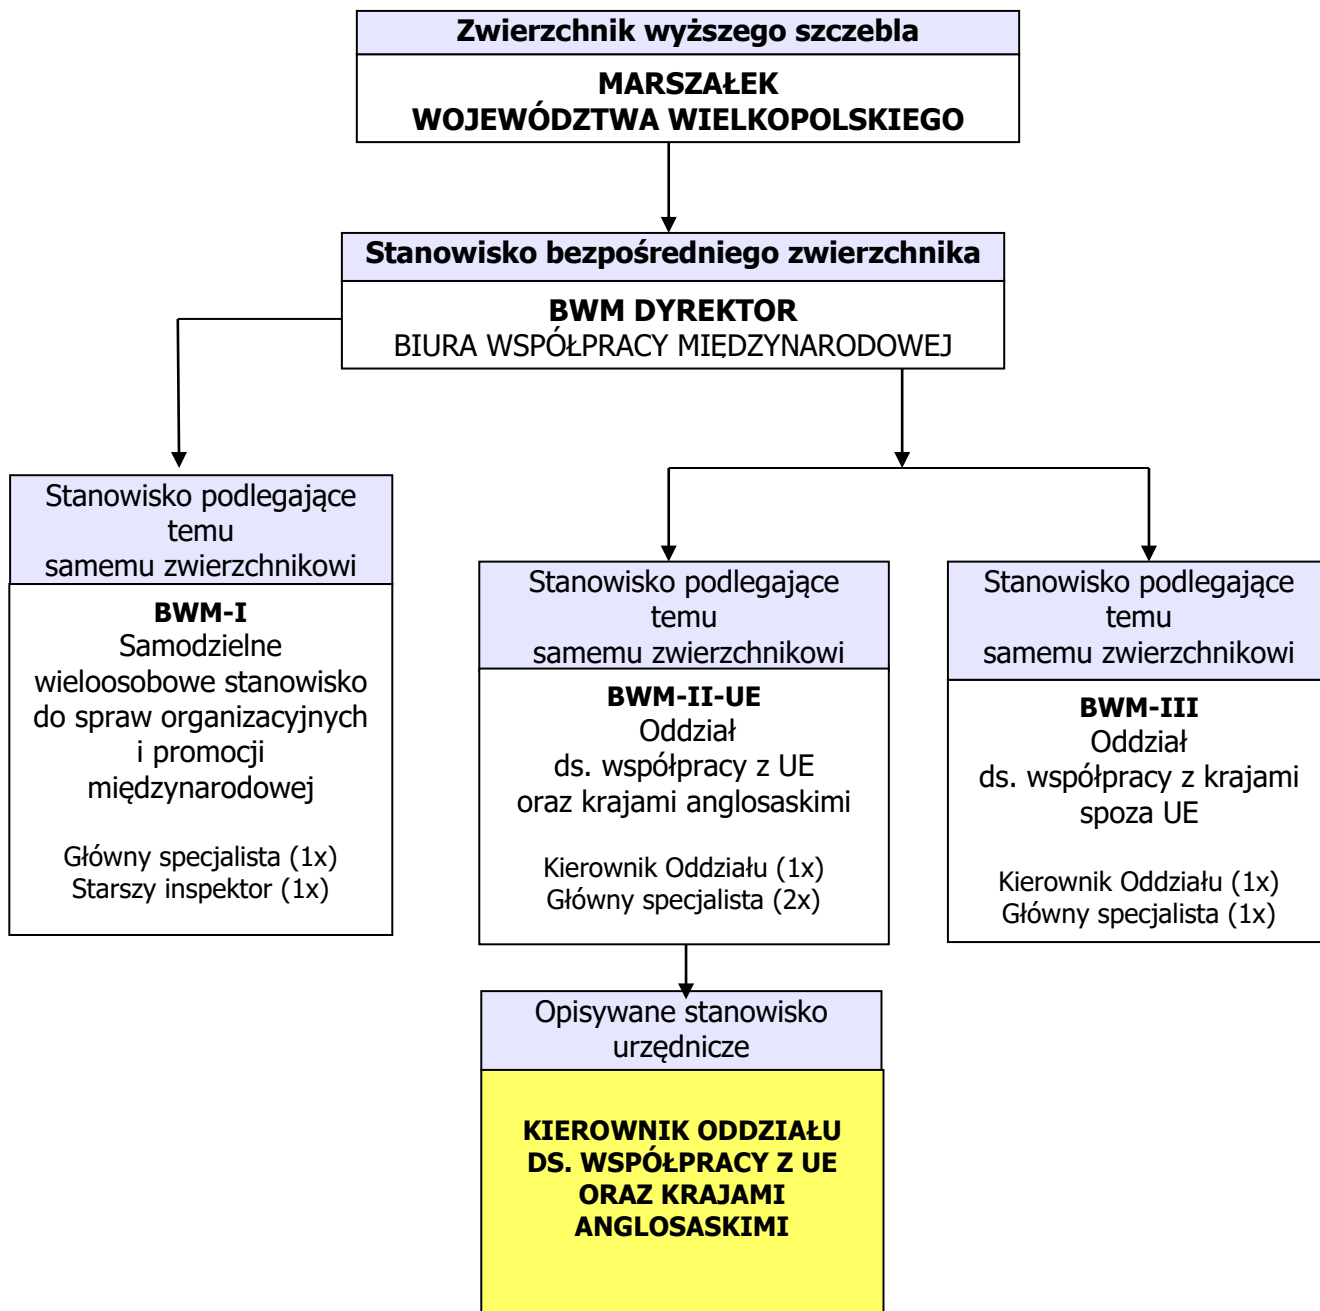 Zwierzchnik wyższego szczebla
MARSZAŁEK
WOJEWÓDZTWA WIELKOPOLSKIEGO
Stanowisko bezpośredniego zwierzchnika
BWM DYREKTOR
BIURA WSPÓŁPRACY MIĘDZYNARODOWEJ
Stanowisko podlegające
temu
samemu zwierzchnikowi
BWM-I
Samodzielne
wieloosobowe stanowisko
do spraw organizacyjnych
i promocji
międzynarodowej
Główny specjalista (1x)
Starszy inspektor (1x)
Stanowisko podlegające
temu
samemu zwierzchnikowi
BWM-II-UE
Oddział
ds. współpracy z UE
oraz krajami anglosaskimi
Kierownik Oddziału (1x)
Główny specjalista (2x)
Stanowisko podlegające
temu
samemu zwierzchnikowi
BWM-III
Oddział
ds. współpracy z krajami
spoza UE
Kierownik Oddziału (1x)
Główny specjalista (1x)
Opisywane stanowisko
urzędnicze
KIEROWNIK ODDZIAŁU
DS. WSPÓŁPRACY Z UE
ORAZ KRAJAMI
ANGLOSASKIMI